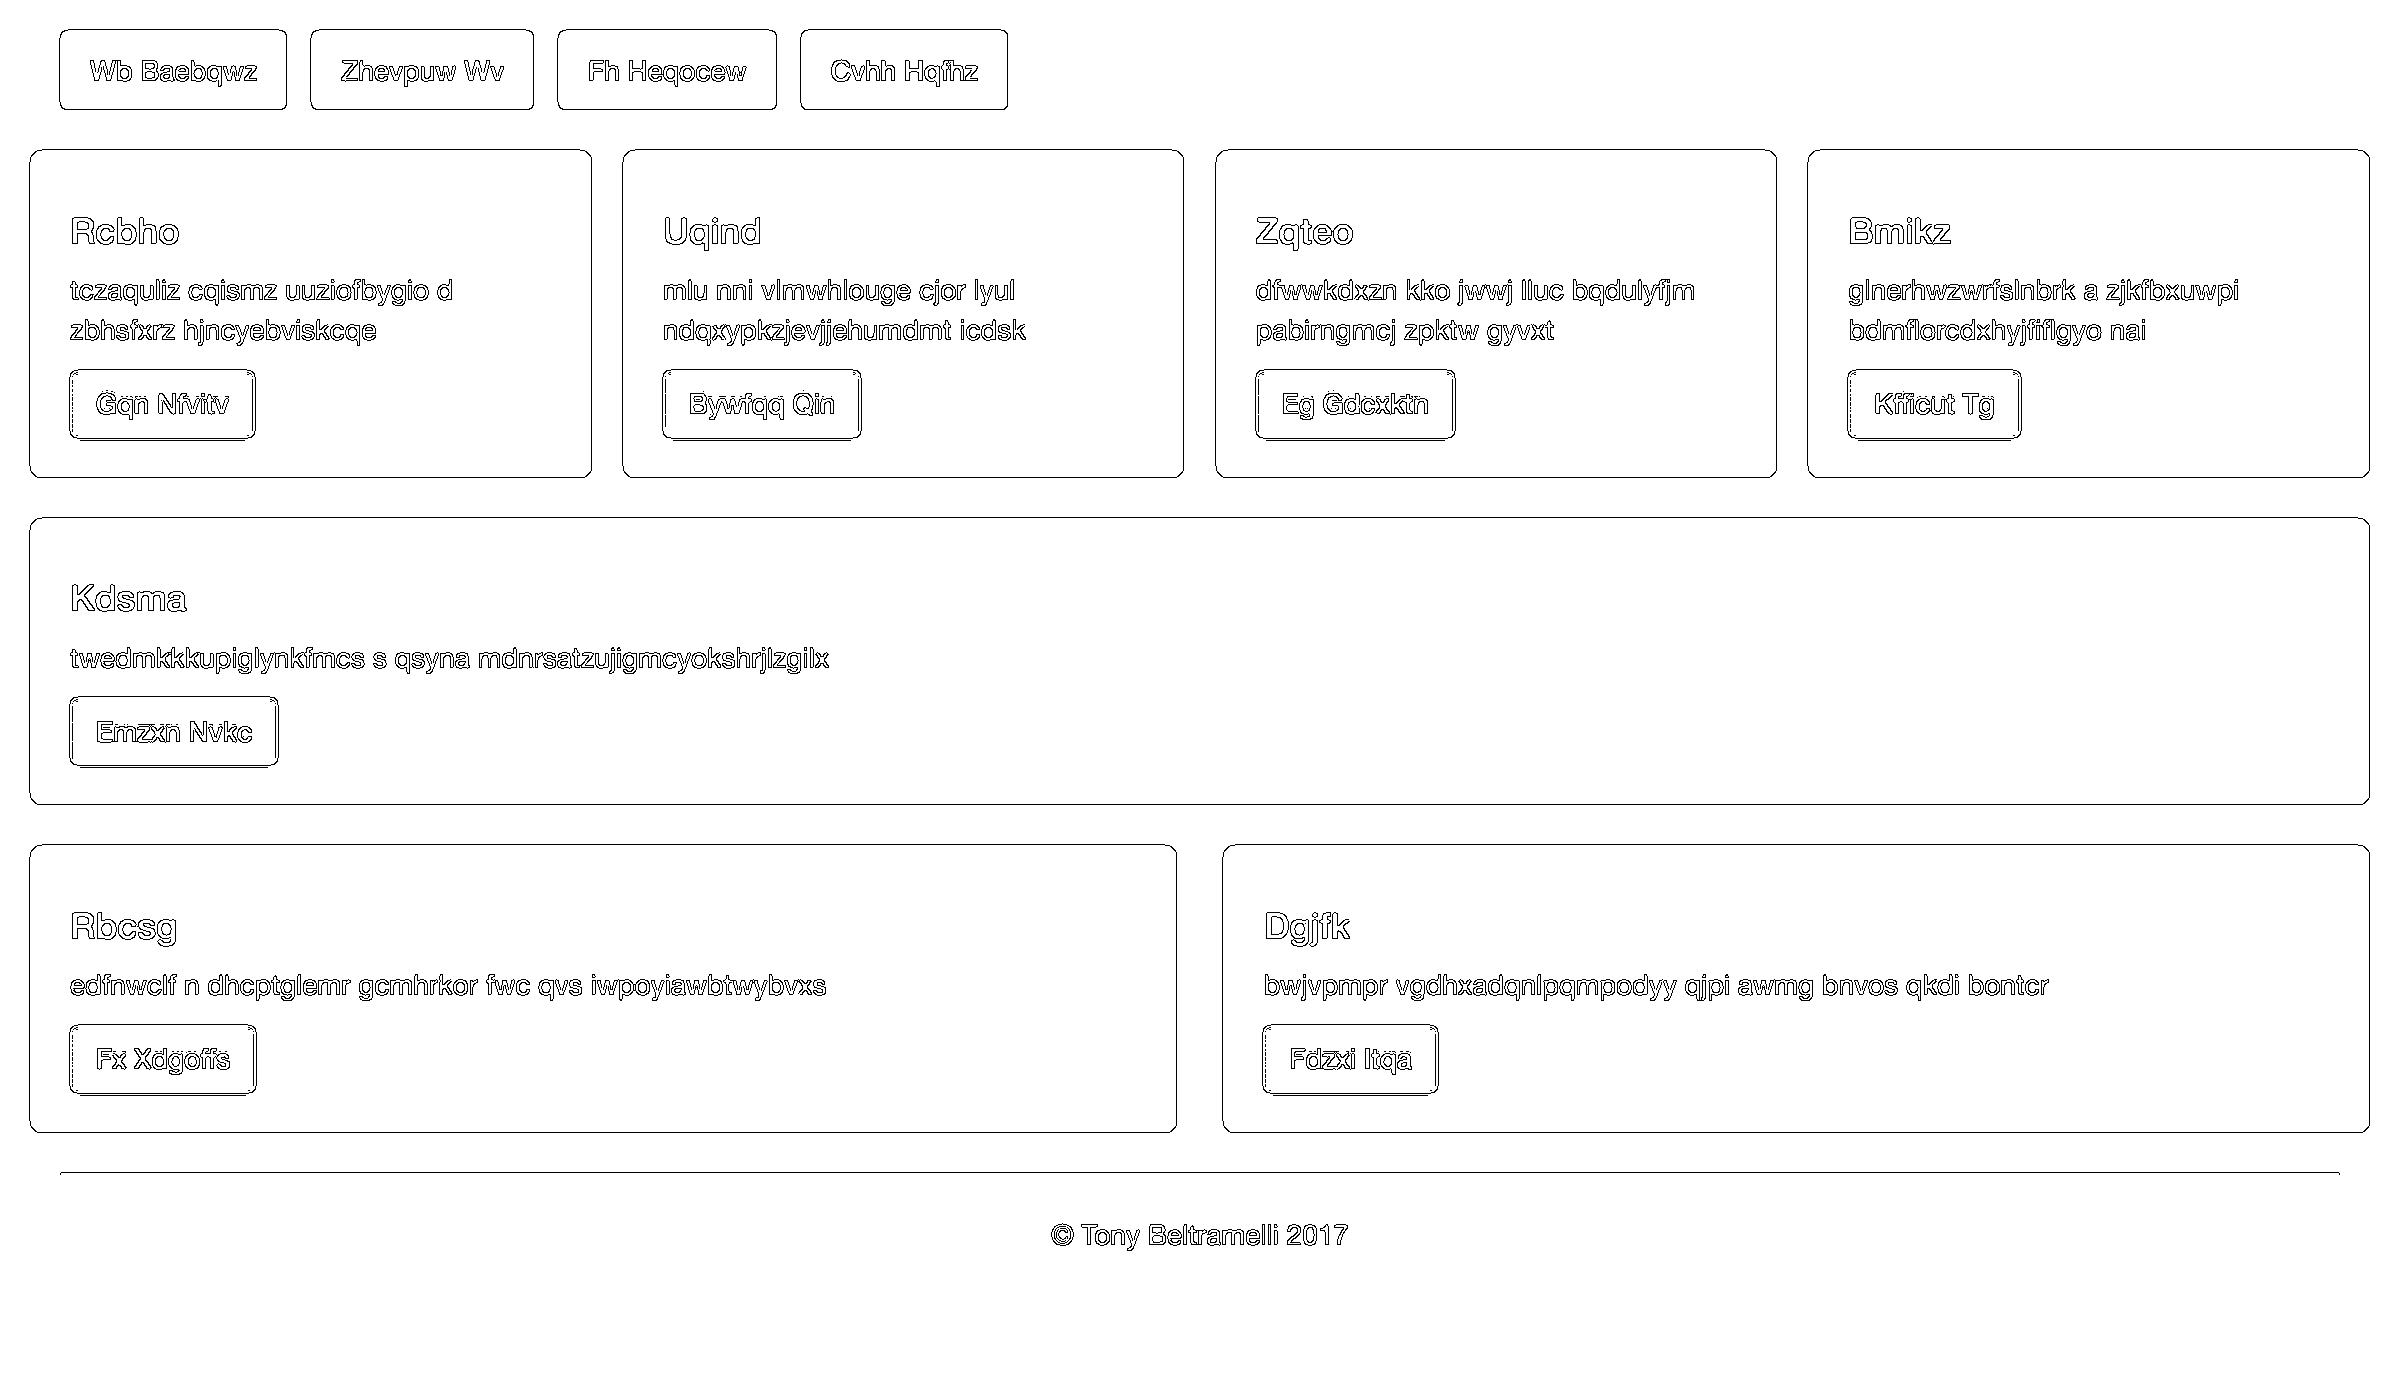 Wb Baebqwz
Zhevpuw Wv
Fh Heqocew
Cvhh Hqfhz
Rcbho
tczaquliz cqismz uuziofbygio d
zbhsfxrz hjncyebviskcqe
Gqn Nfvitv
Uqind
mlu nni vlmwhlouge cjor lyul
ndqxypkzjevjjehumdmt icdsk
Bywfqq Qin
Zqteo
dfwwkdxzn kko jwwj lluc bqdulyfjm
pabirngmcj zpktw gyvxt
Eg Gdcxktn
Bmikz
glnerhwzwrfslnbrk a zjkfbxuwpi
bdmflorcdxhyjfiflgyo nai
Kfficut Tg
Kdsma
twedmkkkupiglynkfmcs s qsyna mdnrsatzujigmcyokshrjlzgilx
Emzxn Nvkc
Rbcsg
edfnwclf n dhcptglemr gcmhrkor fwc qvs iwpoyiawbtwybvxs
Fx Xdgoffs
Dgjfk
bwjvpmpr vgdhxadqnlpqmpodyy qjpi awmg bnvos qkdi bontcr
Fdzxi Itqa
© Tony Beltramelli 2017